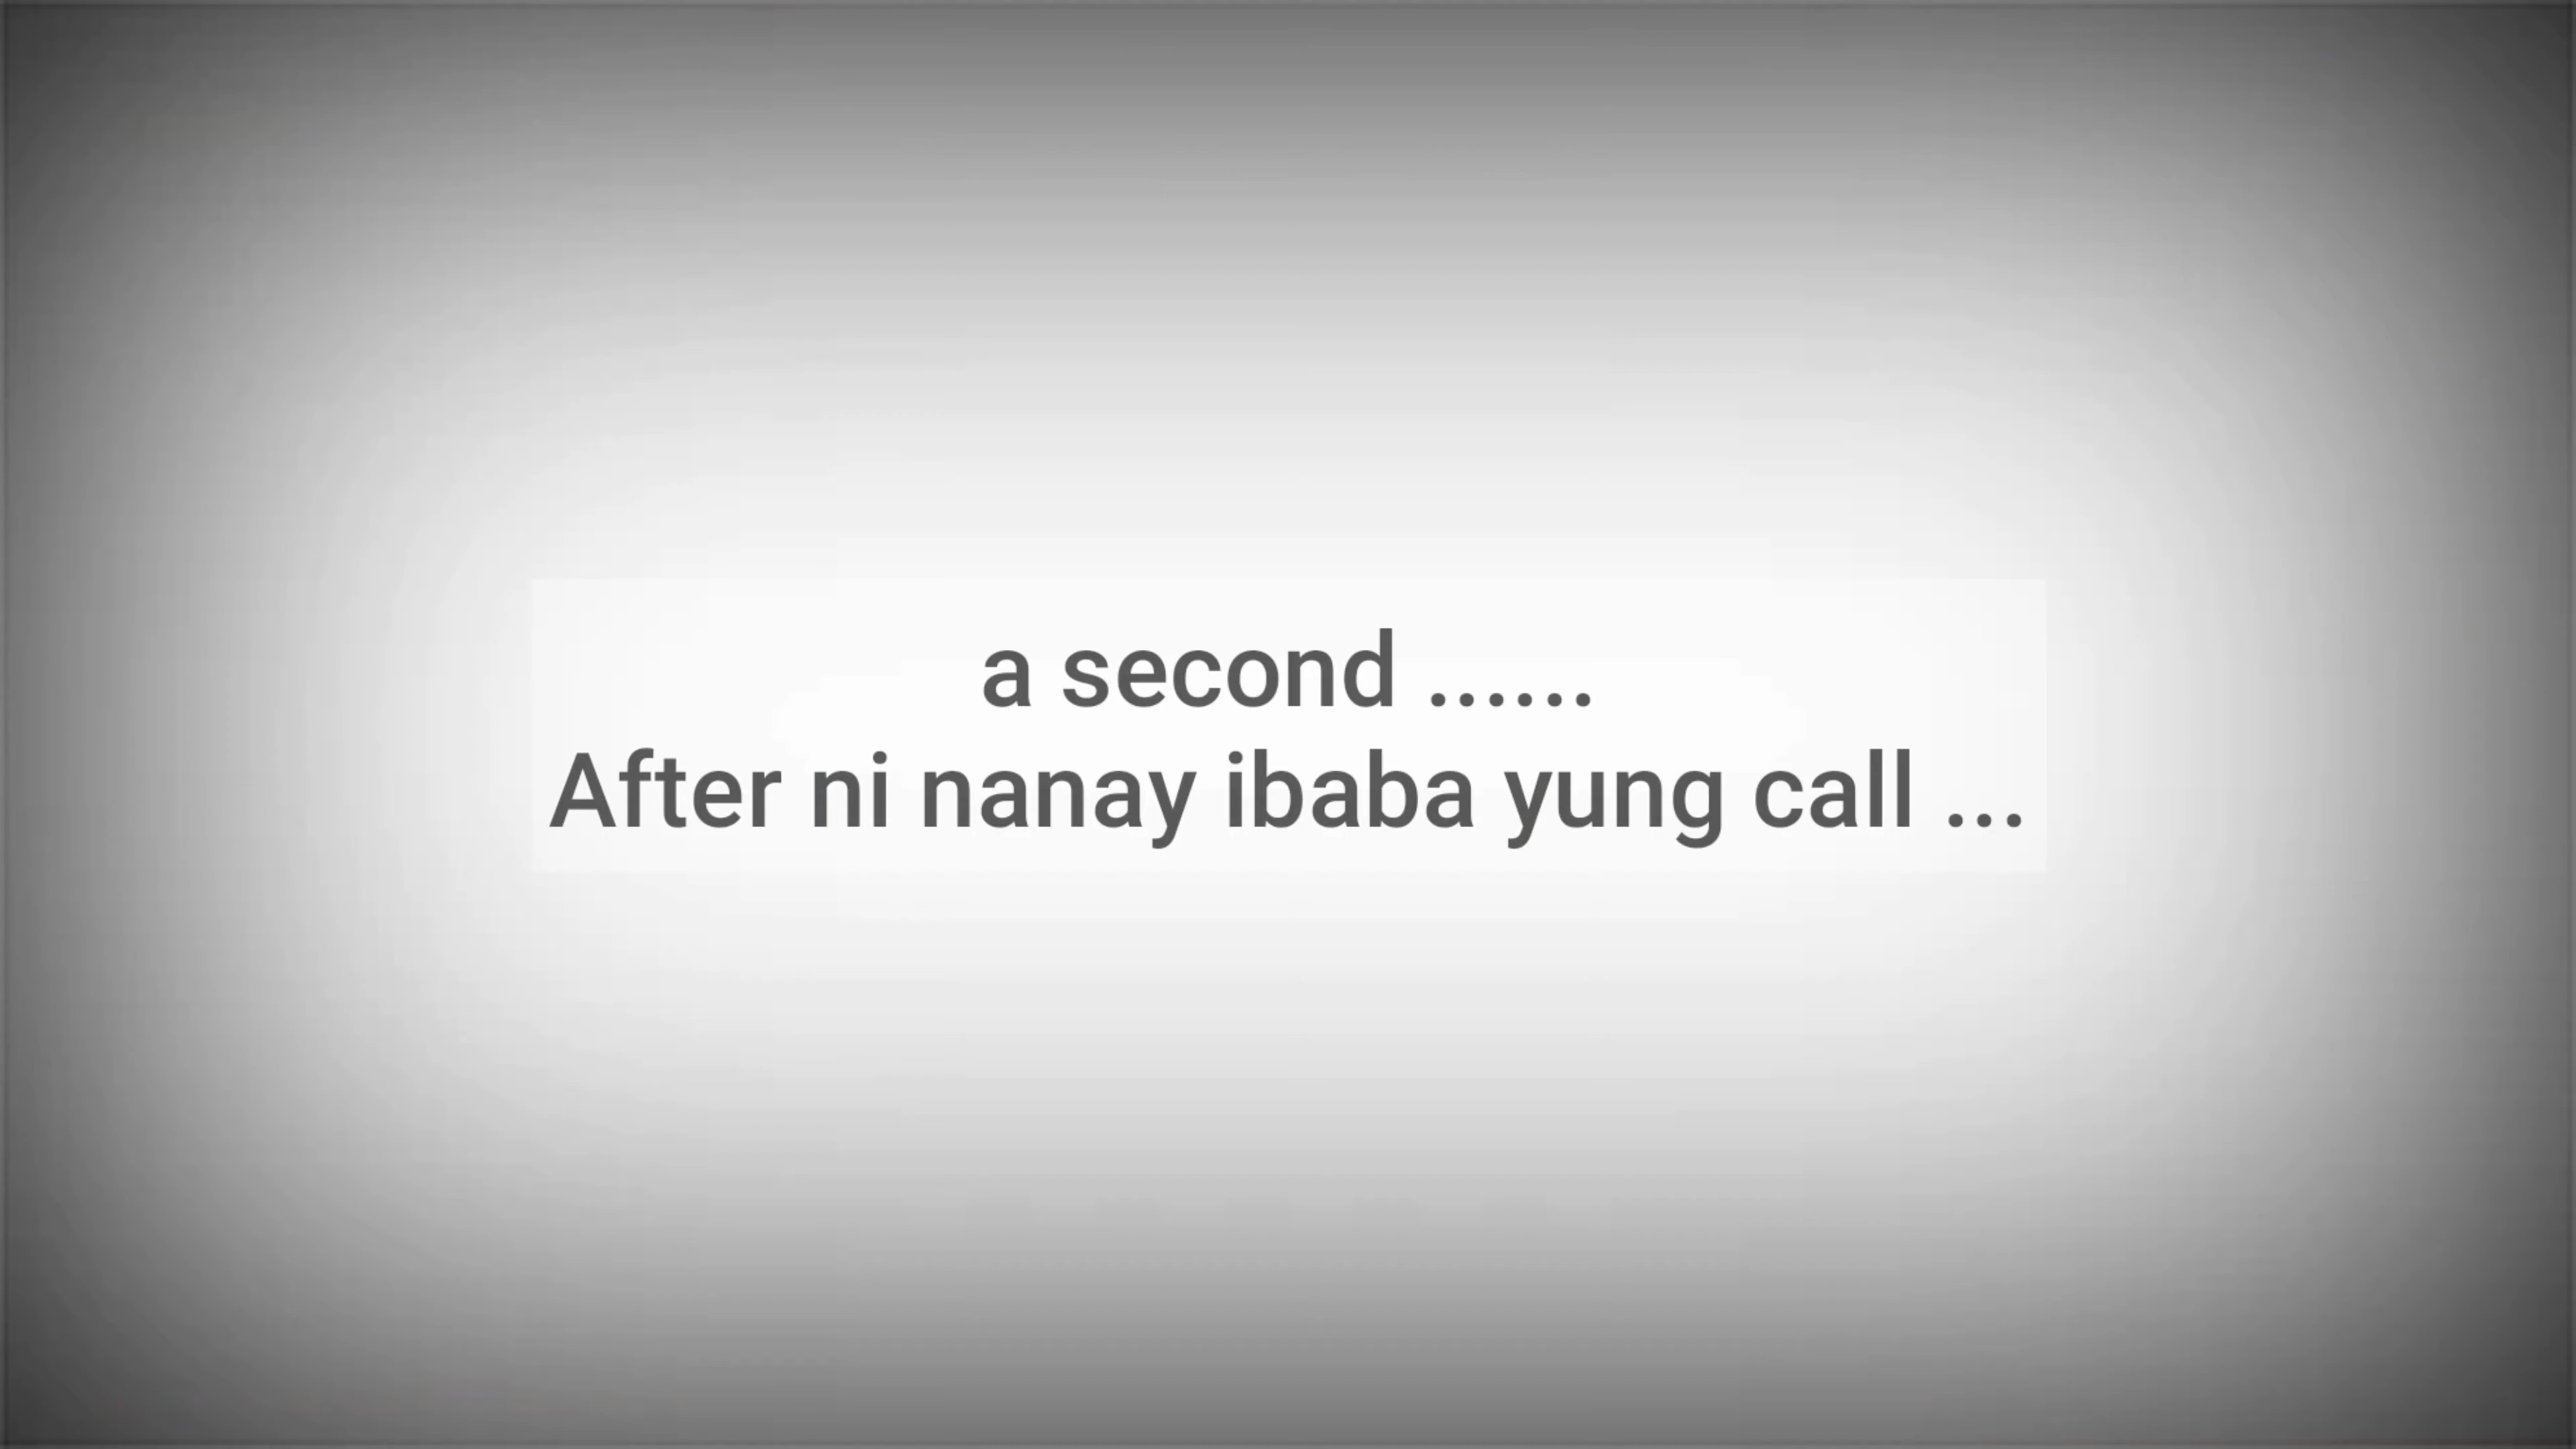 a second ......
After ni nanay ibaba yung call ...